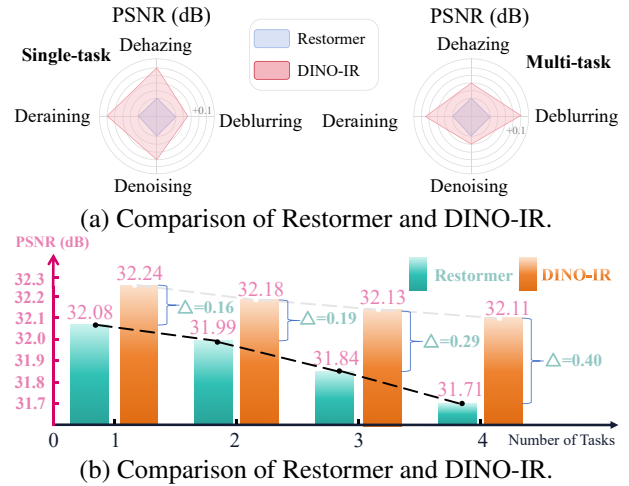 PSNR (dB)
PSNR (dB)
Dehazing
Restormer
DINO-IR
Dehazing
Single-task
Multi-task
Deraining
+0.1
Deblurring
Deraining
+0.1
Deblurring
Denoising
Denoising
(a) Comparison of Restormer and DINO-IR.
PSNR (dB)
Restormer
DINO-IR
32.3
32.2
32.1
32.0
31.9
31.8
31.7
32.08
32.24
△=0.16
31.99
32.18
△=0.19
31.84
32.13
△=0.29
31.71
32.11
△=0.40
0
1
2
3
4
Number of Tasks
(b) Comparison of Restormer and DINO-IR.